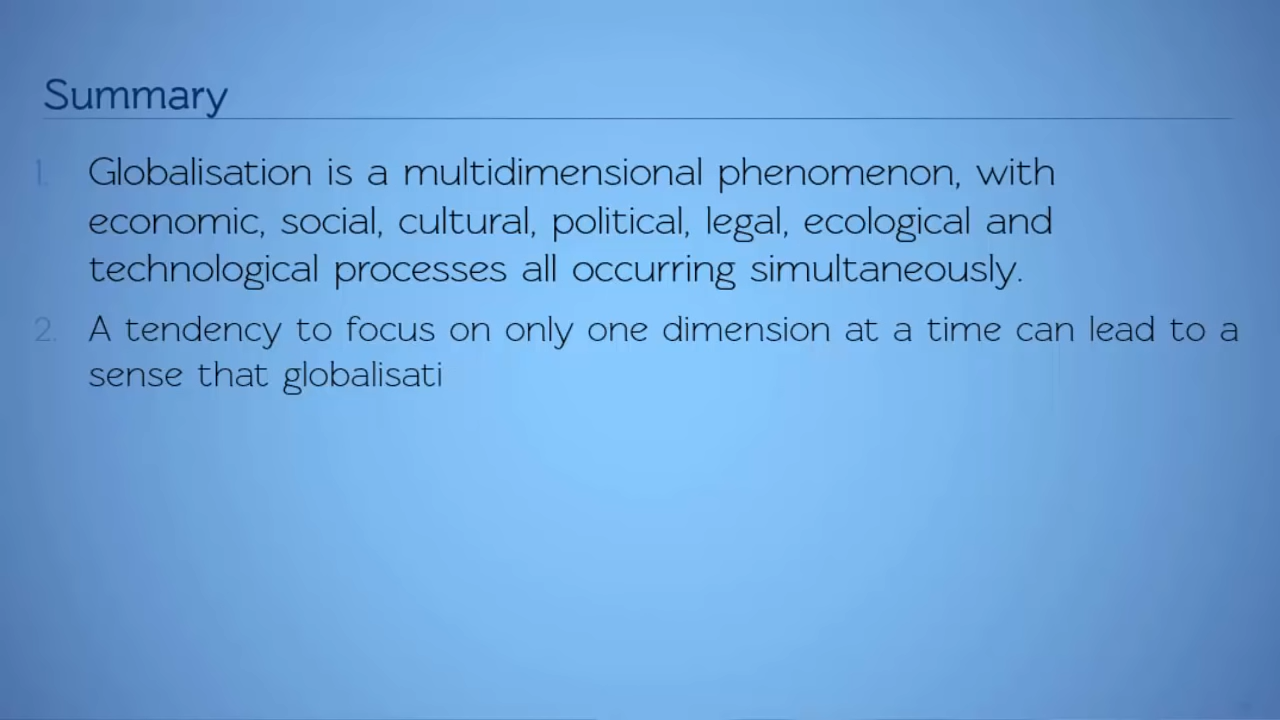 Summary
1. Globalisation is a multidimensional phenomenon, with
economic, social, cultural, political, legal, ecological and
technological processes all occurring simultaneously.
2. A tendency to focus on only one dimension at a time can lead to a
sense that globalisati